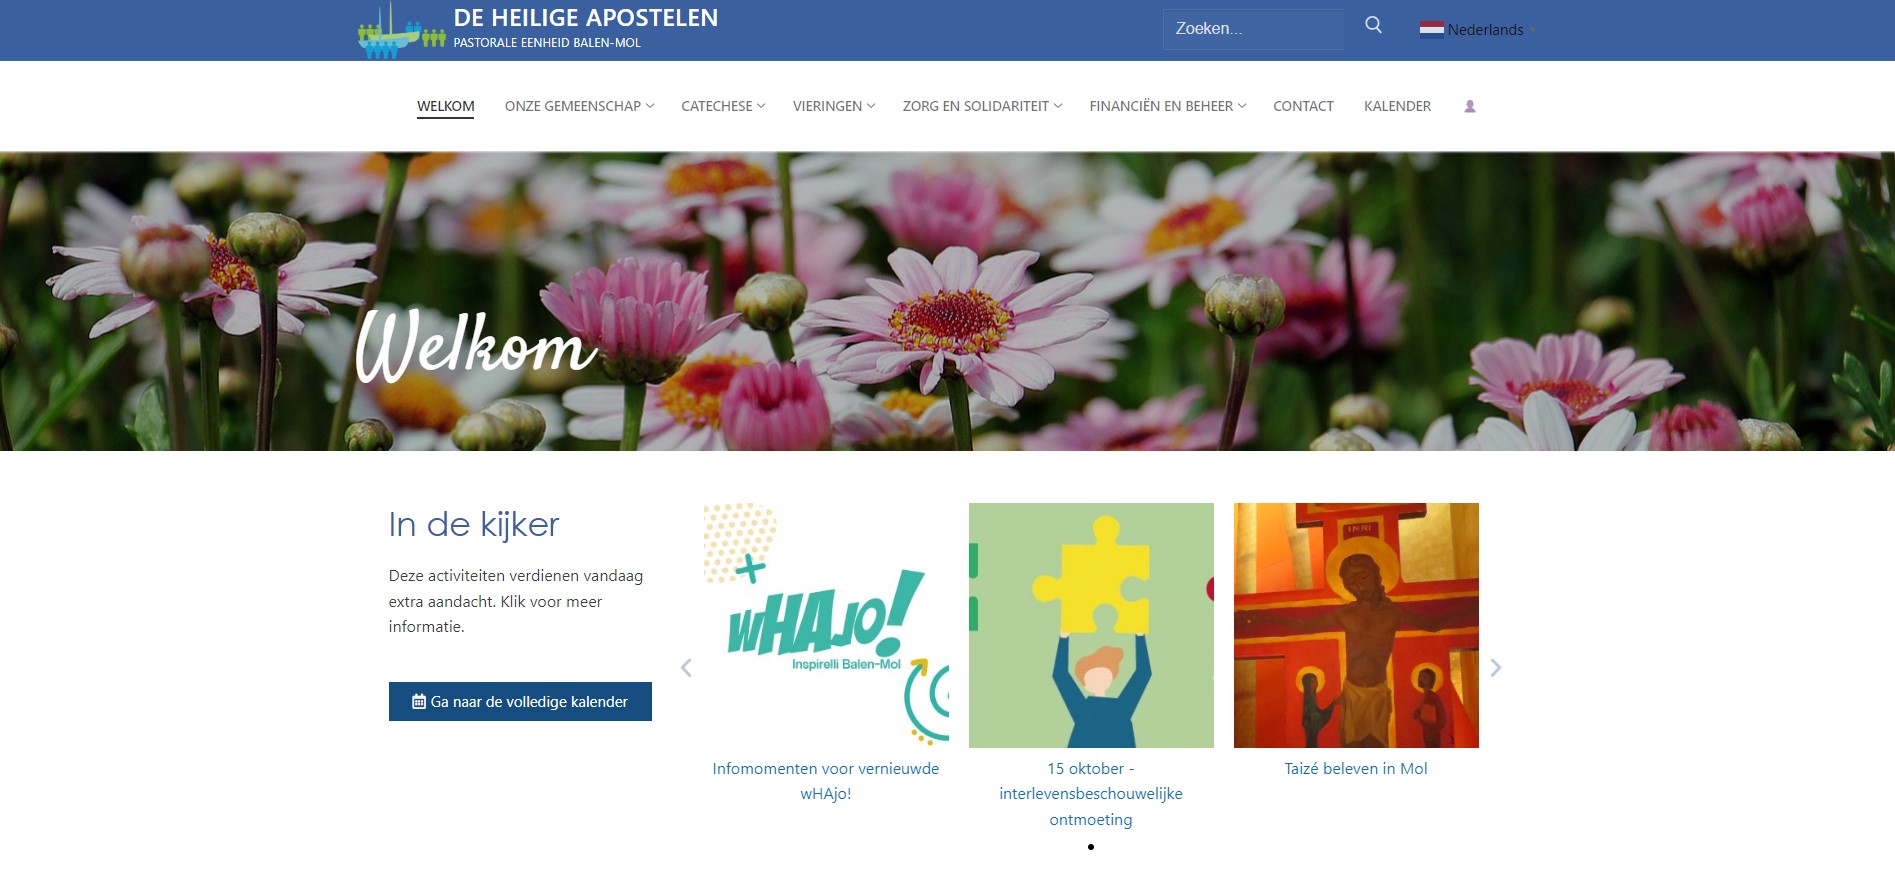 DE HEILIGE APOSTELEN
PASTORALE EENHEID BALEN-MOL
Zoeken...
Nederlands
WELKOM
ONZE GEMEENSCHAP
CATECHESE
VIERINGEN
ZORG EN SOLIDARITEIT
FINANCIËN EN BEHEER
CONTACT
KALENDER
Welkom
In de kijker
Deze activiteiten verdienen vandaag
extra aandacht. Klik voor meer
informatie.
Ga naar de volledige kalender
wHAjo!
Inspirelli Balen-Mol
Infomomenten voor vernieuwde
wHAjo!
15 oktober -
interlevensbeschouwelijke
ontmoeting
INRI
Taizé beleven in Mol